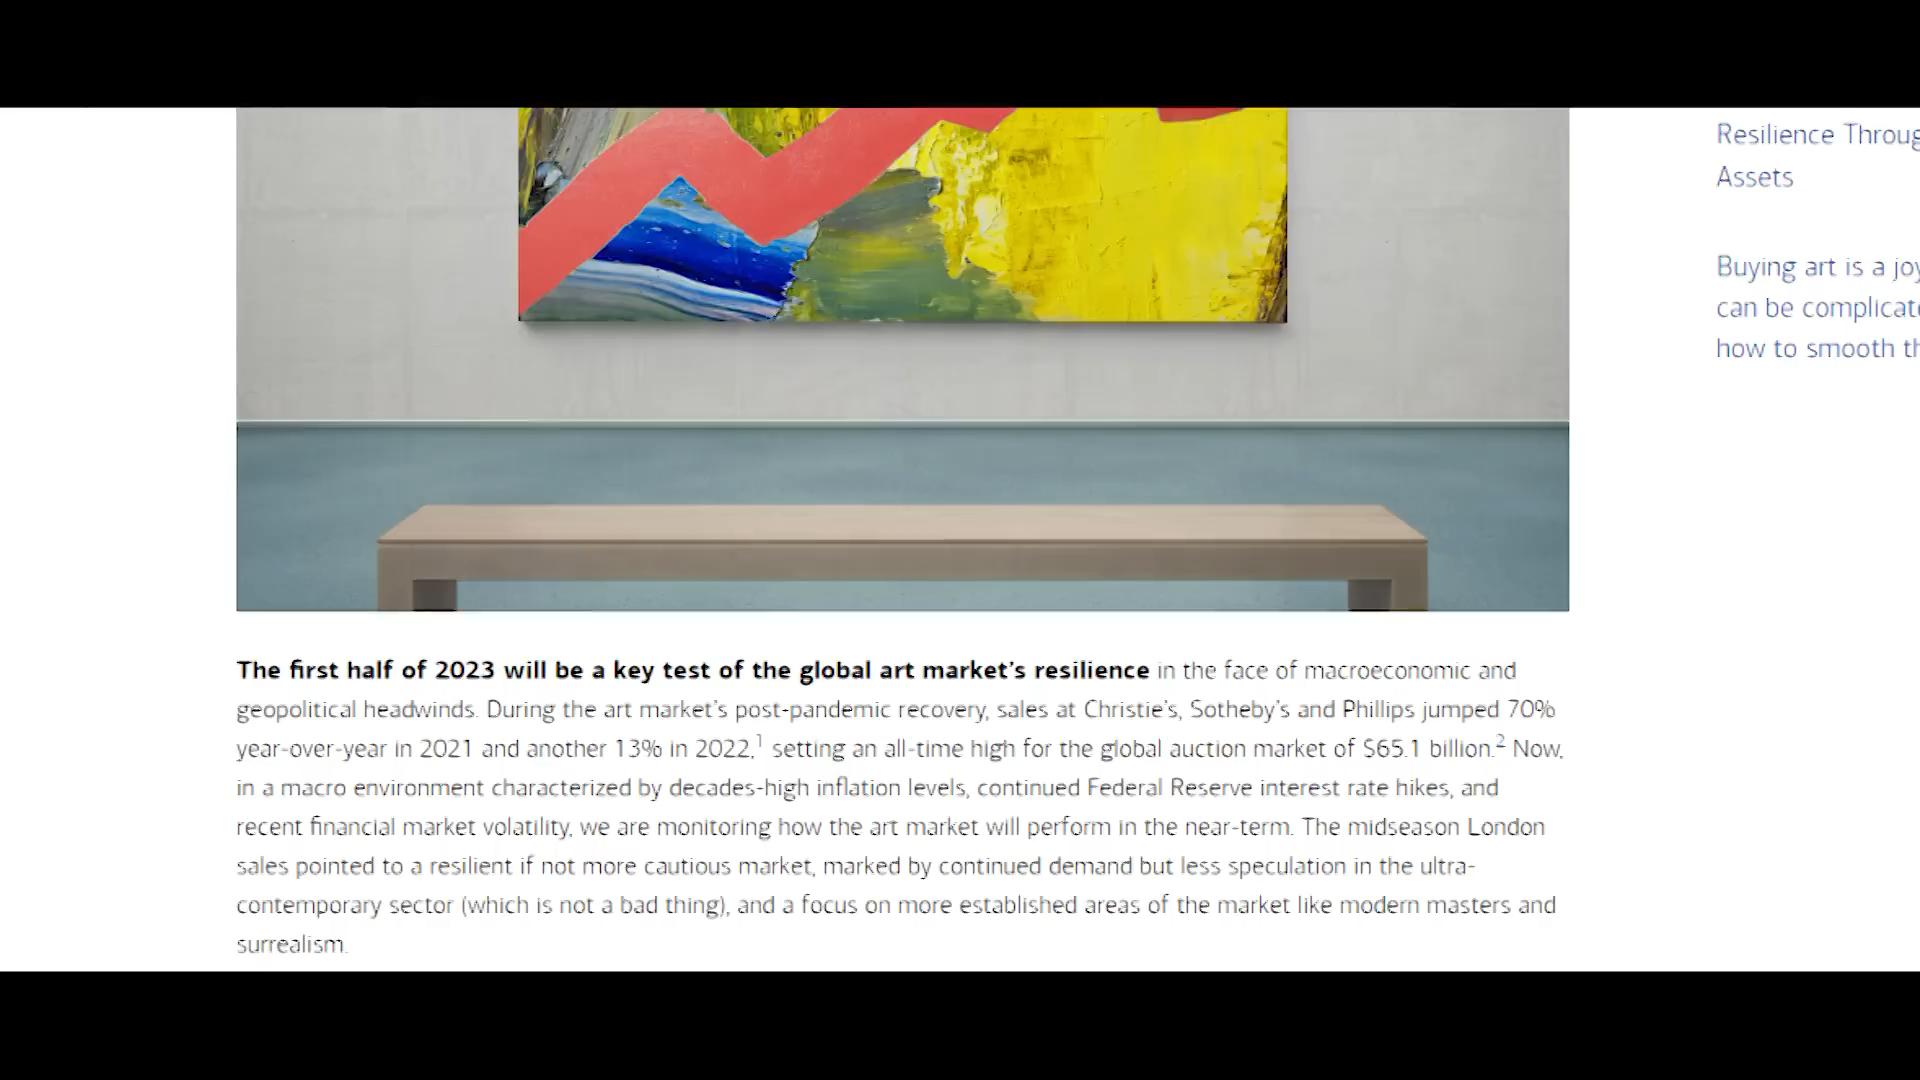 Resilience
Assets
Buying art is a
can be
how to smooth
The first half of 2023 will be a key test of the global art market's resilience in the face of macroeconomic and
geopolitical headwinds. During the art market's post-pandemic recovery, sales at Christie's, Sotheby's and Phillips jumped 70%
year-over-year in 2021 and another 13% in 2022,1 setting an all-time high for the global auction market of $65.1 billion.2 Now,
in a macro environment characterized by decades-high inflation levels, continued Federal Reserve interest rate hikes, and
recent financial market volatility, we are monitoring how the art market will perform in the near-term. The midseason London
sales pointed to a resilient if not more cautious market, marked by continued demand but less speculation in the ultra-
contemporary sector (which is not a bad thing), and a focus on more established areas of the market like modern masters and
surrealism.